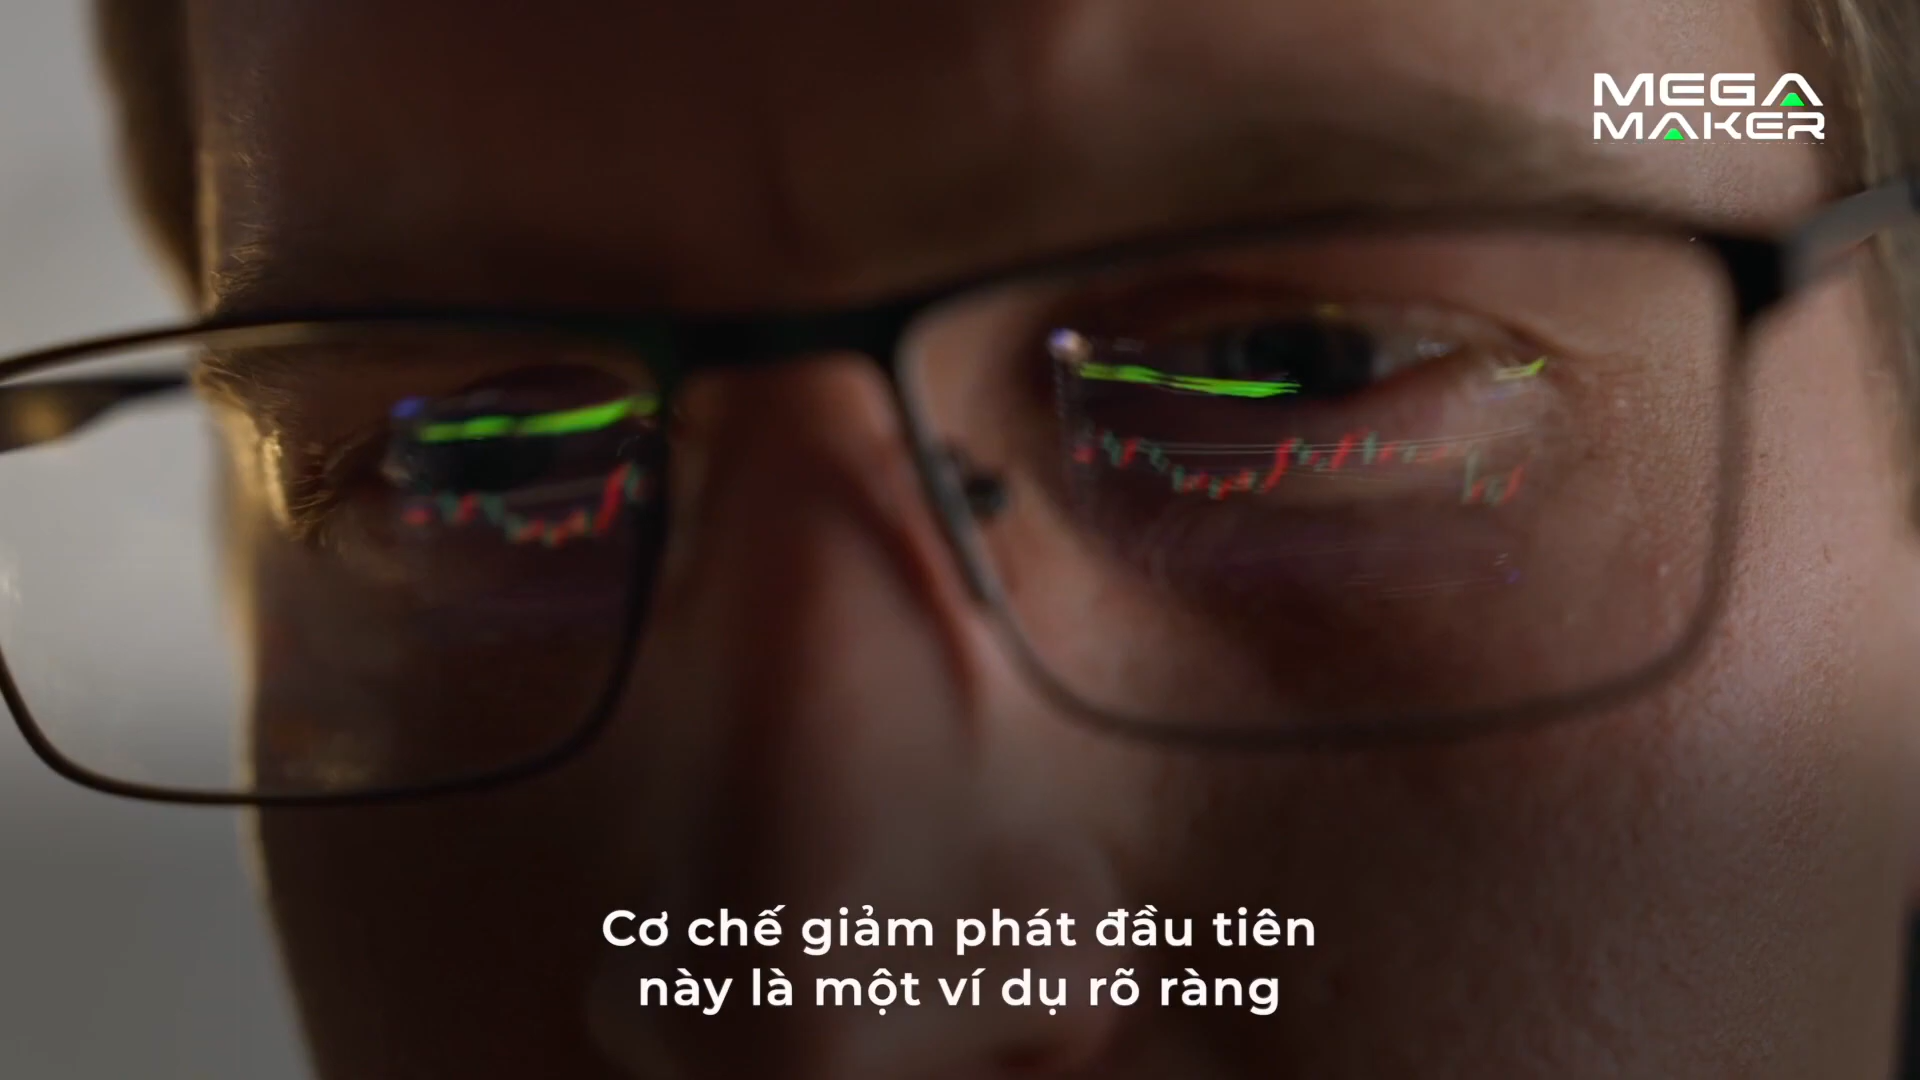 MEGA
MAKER
Cơ chế giảm phát đầu tiên
này là một ví dụ rõ ràng